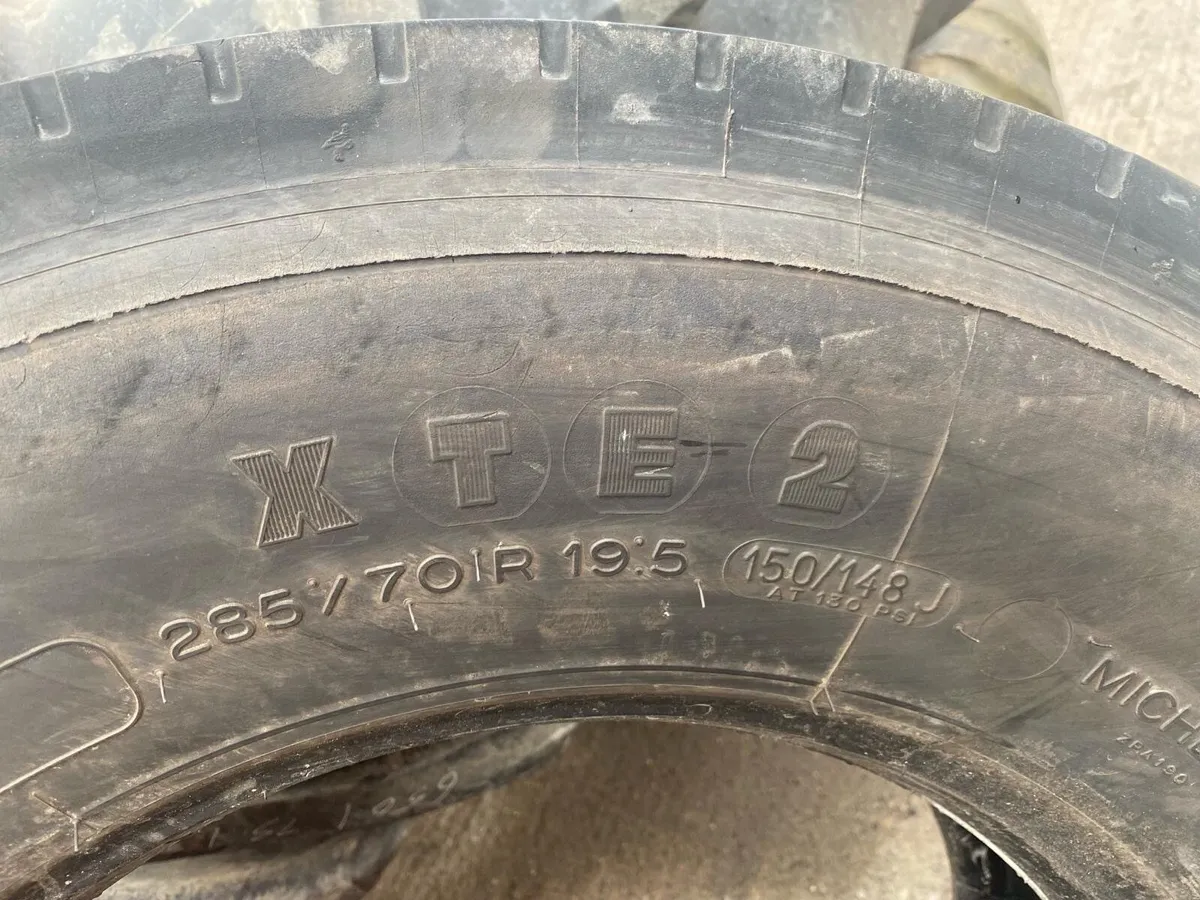 X T E 2
285/70 R 19.5
150/148 J
AT 130 PSI